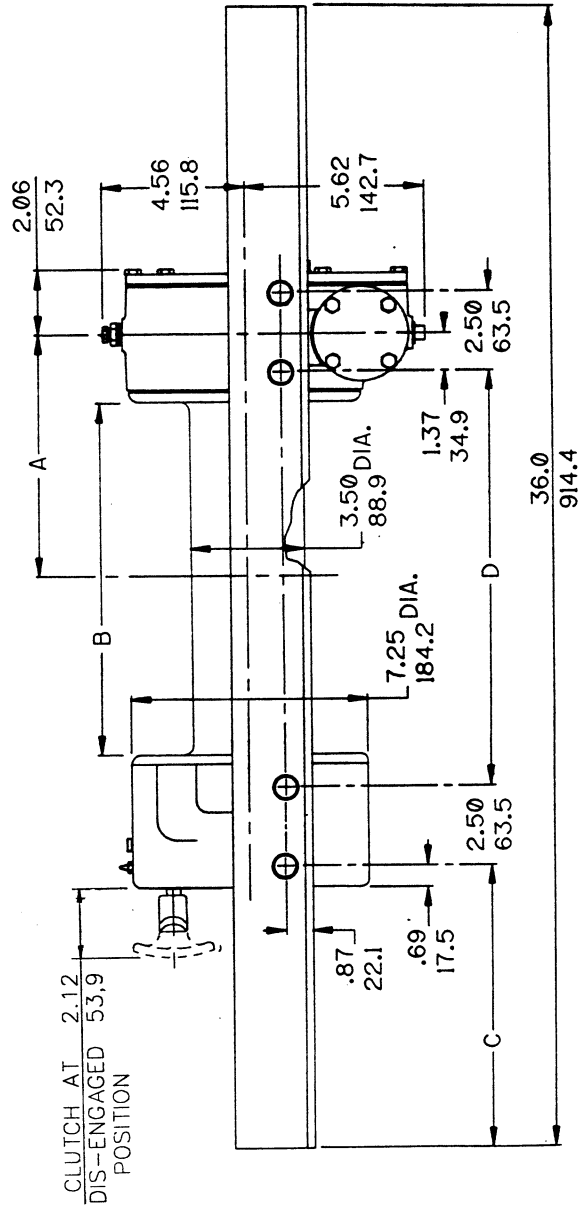 CLUTCH AT 2.12
DIS-ENGAGED 53,9
POSITION
A
2.06
52.3
4.56
115.8
B
3.50 DIA.
88.9
5.62
142.7
7.25 DIA.
184.2
2.50
63.5
1.37
34.9
D
.87
22.1
.69
17.5
2.50
63.5
C
36.0
914.4